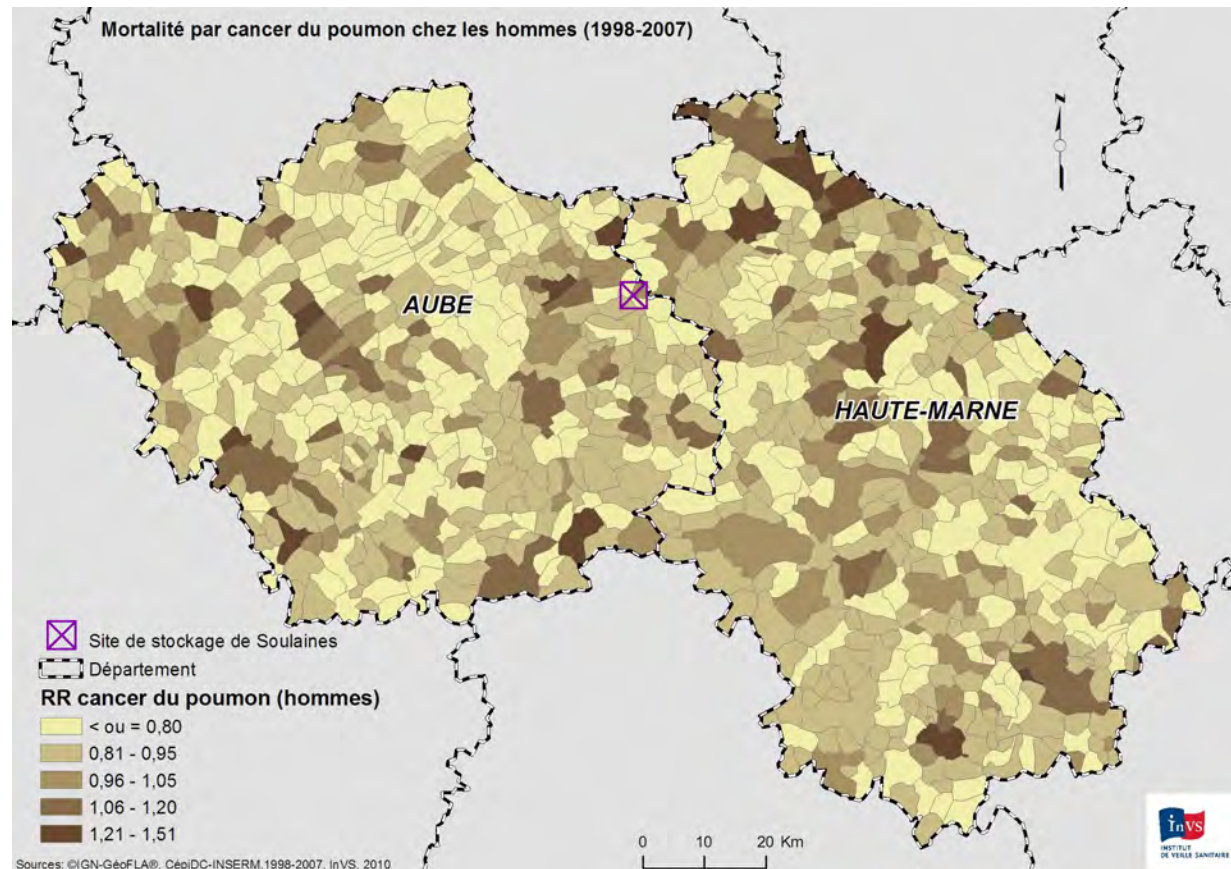 Mortalité par cancer du poumon chez les hommes (1998-2007)
N
AUBE
HAUTE-MARNE
Site de stockage de Soulaines
Département
RR cancer du poumon (hommes)
< ou = 0,80
0,81 - 0,95
0,96 - 1,05
1,06 - 1,20
1,21 - 1,51
0 10 20 Km
Sources: ©IGN-GéoFLA®, CépiDC-INSERM,1998-2007, InVS, 2010
InVS
INSTITUT
DE VEILLE SANITAIRE